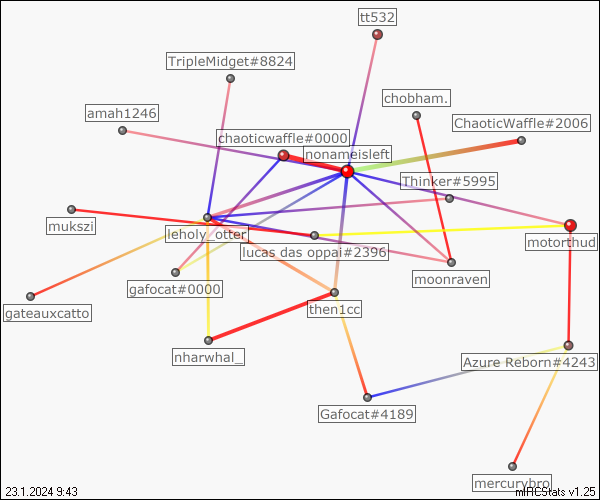 tt532
TripleMidget#8824
chobham.
amah1246
ChaoticWaffle#2006
chaoticwaffle#0000
nonameisleft
Thinker#5995
mukszi
leholy_otter
motorthud
lucas das oppai#2396
moonraven
gafocat#0000
gateauxcatto
then1cc
nharwhal_
Azure Reborn#4243
Gafocat#4189
mercurybro
23.1.2024 9:43
mIRCStats v1.25